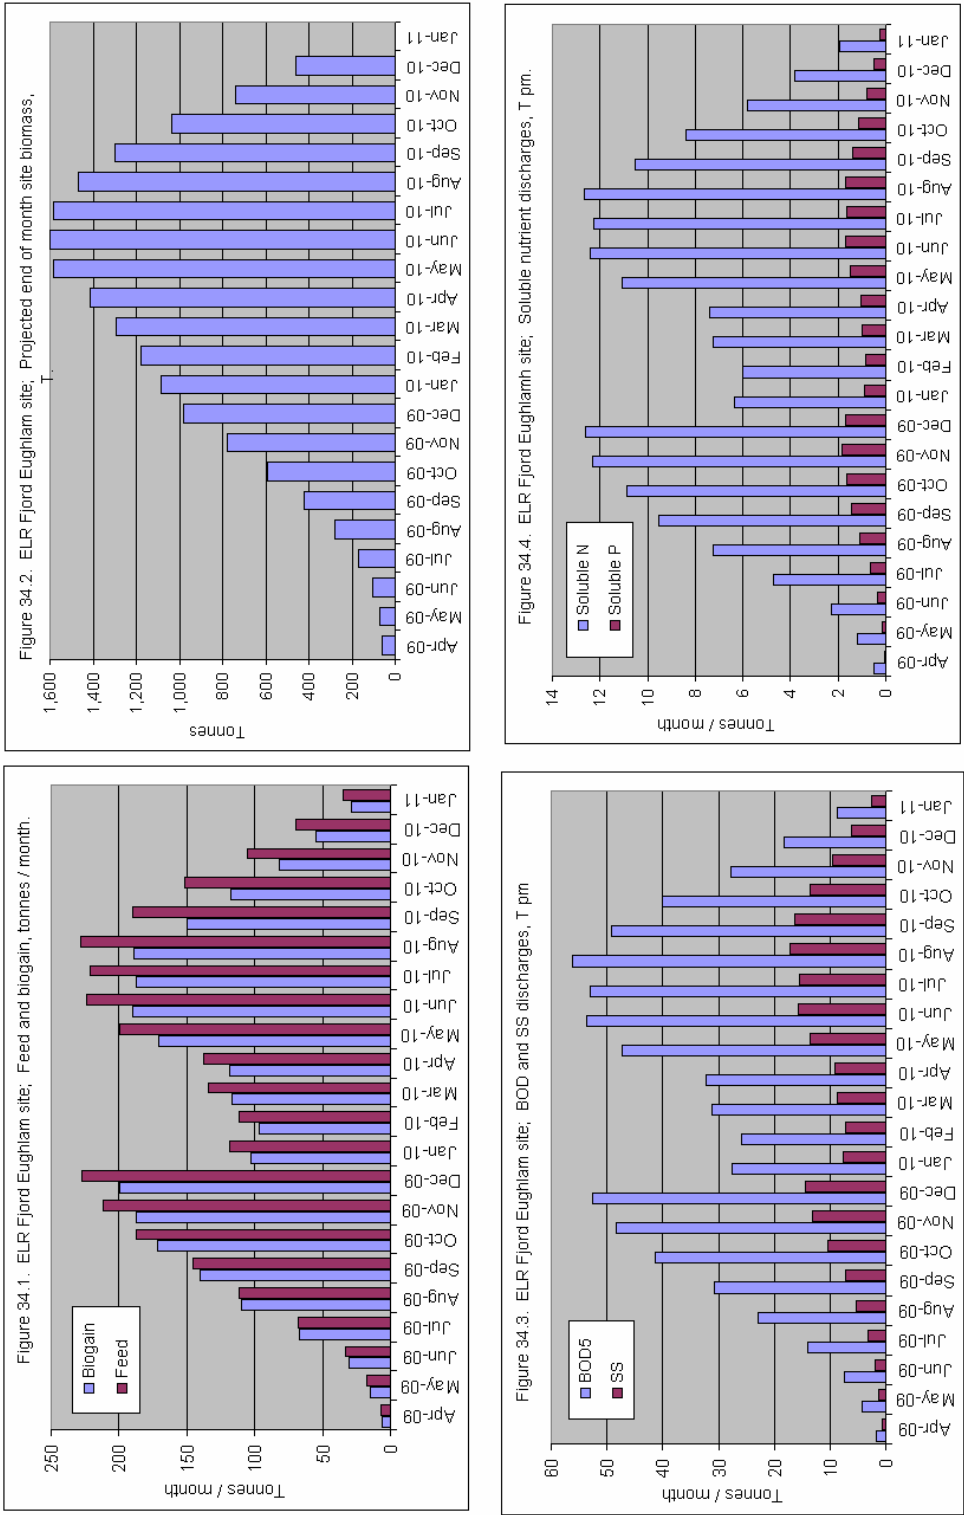 Figure 34.1. ELR Fjord Eughlam site; Feed and biogain, tonnes / month.
Biogain
Feed
Tonnes / month
250
200
150
100
50
0
Apr-09
May-09
Jun-09
Jul-09
Aug-09
Sep-09
Oct-09
Nov-09
Dec-09
Jan-10
Feb-10
Mar-10
Apr-10
May-10
Jun-10
Jul-10
Aug-10
Sep-10
Oct-10
Nov-10
Dec-10
Jan-11
Figure 34.2. ELR Fjord Eughlam site; Projected end of month site biomass,
T.
Tonnes
1,600
1,400
1,200
1,000
800
600
400
200
0
Apr-09
May-09
Jun-09
Jul-09
Aug-09
Sep-09
Oct-09
Nov-09
Dec-09
Jan-10
Feb-10
Mar-10
Apr-10
May-10
Jun-10
Jul-10
Aug-10
Sep-10
Oct-10
Nov-10
Dec-10
Jan-11
Figure 34.3. ELR Fjord Eughlam site; BOD and SS discharges, T pm
BOD5
SS
Tonnes / month
60
50
40
30
20
10
0
Apr-09
May-09
Jun-09
Jul-09
Aug-09
Sep-09
Oct-09
Nov-09
Dec-09
Jan-10
Feb-10
Mar-10
Apr-10
May-10
Jun-10
Jul-10
Aug-10
Sep-10
Oct-10
Nov-10
Dec-10
Jan-11
Figure 34.4. ELR Fjord Eughlamh site; Soluble nutrient discharges, T pm.
Soluble N
Soluble P
Tonnes / month
14
12
10
8
6
4
2
0
Apr-09
May-09
Jun-09
Jul-09
Aug-09
Sep-09
Oct-09
Nov-09
Dec-09
Jan-10
Feb-10
Mar-10
Apr-10
May-10
Jun-10
Jul-10
Aug-10
Sep-10
Oct-10
Nov-10
Dec-10
Jan-11